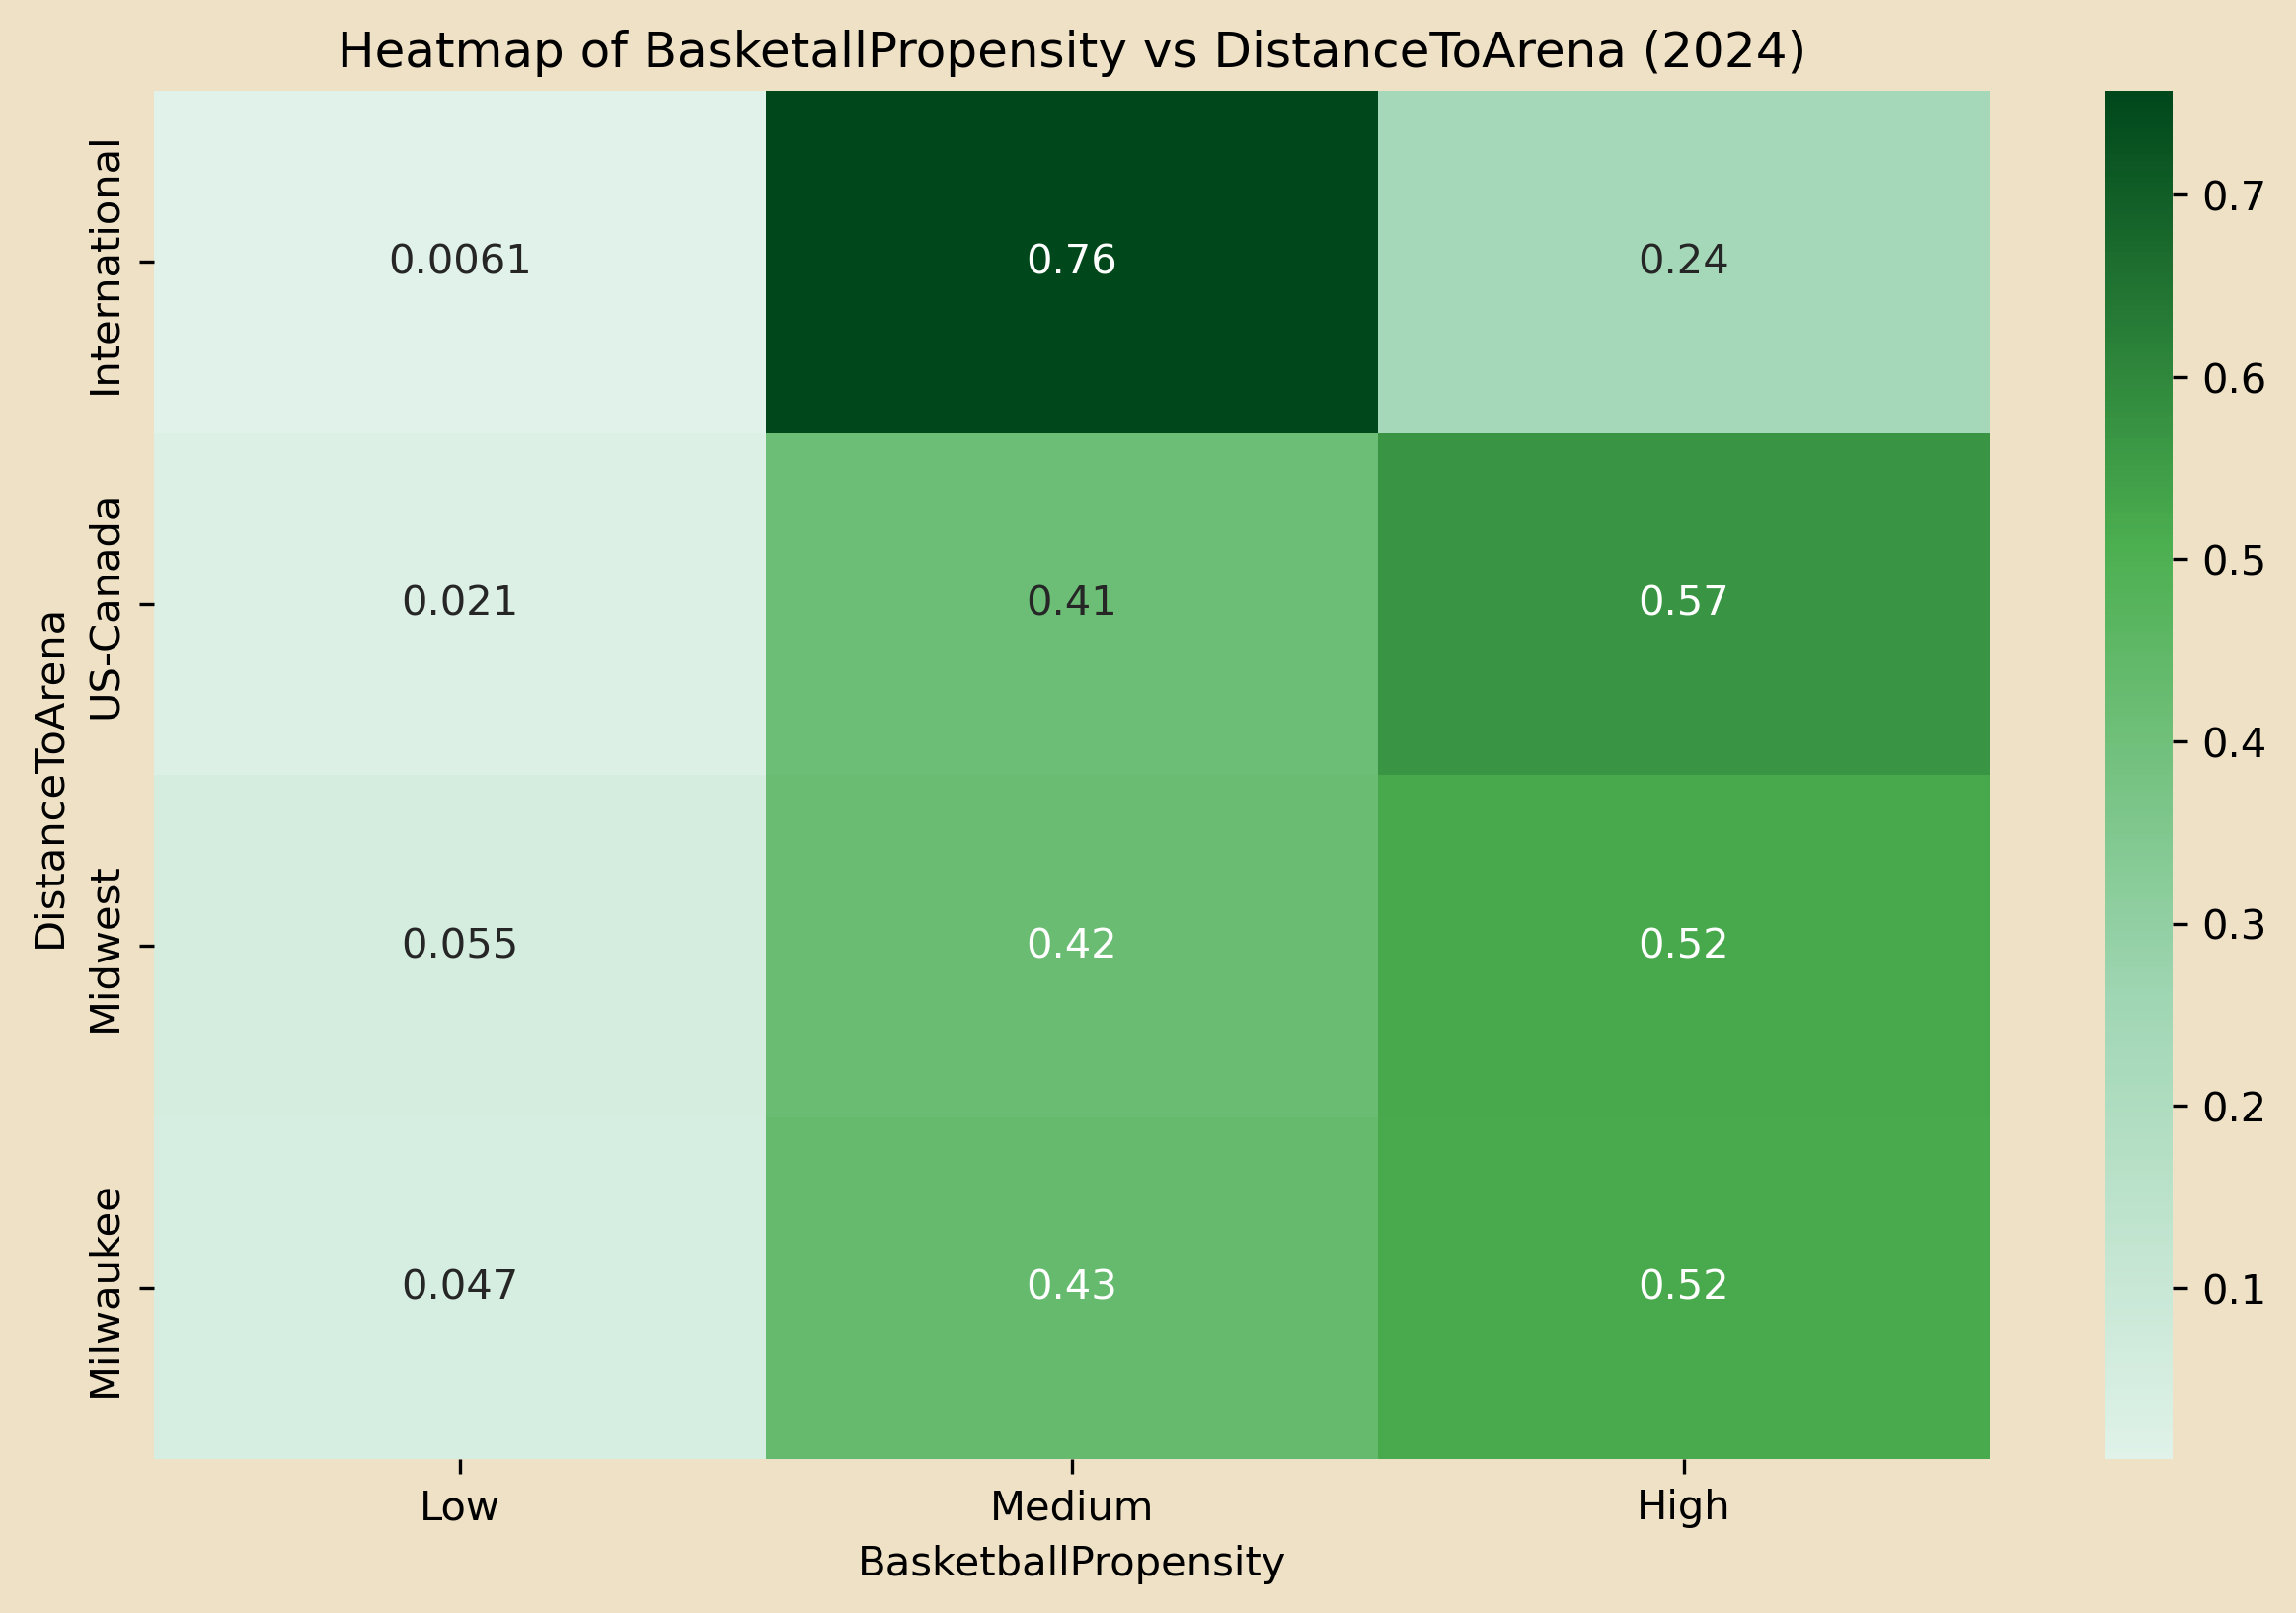 Heatmap of BasketallPropensity vs DistanceToArena (2024)
DistanceToArena
International
0.0061 0.76 0.24
US-Canada
0.021 0.41 0.57
Midwest
0.055 0.42 0.52
Milwaukee
0.047 0.43 0.52
Low Medium High
BasketballPropensity
0.7
0.6
0.5
0.4
0.3
0.2
0.1